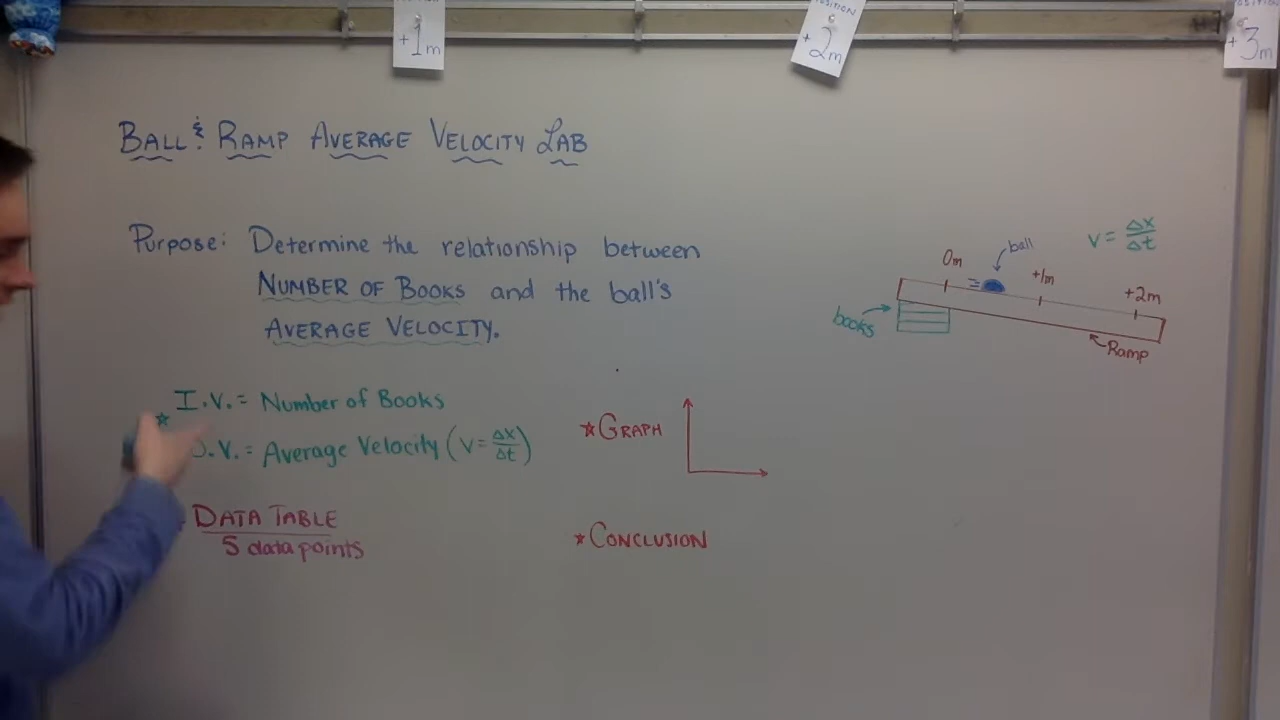 +1m
POSITION
+2m
+3m
BALL & RAMP AVERAGE VELOCITY LAB
Purpose: Determine the relationship between
NUMBER OF BOOKS and the ball's
AVERAGE VELOCITY.
V = Δx/Δt
ball
0m
+1m
+2m
books
Ramp
I.V. = Number of Books
D.V. = Average Velocity (V = Δx/Δt)
*GRAPH
DATA TABLE
5 data points
*CONCLUSION